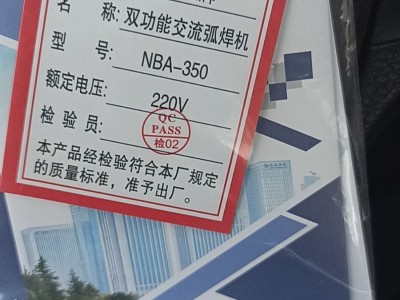 名 称: 双功能交流弧焊机
型 号: NBA-350
额定电压: 220V
检 验 员:
QC
PASS
检02
本产品经检验符合本厂规定
的质量标准，准予出厂。